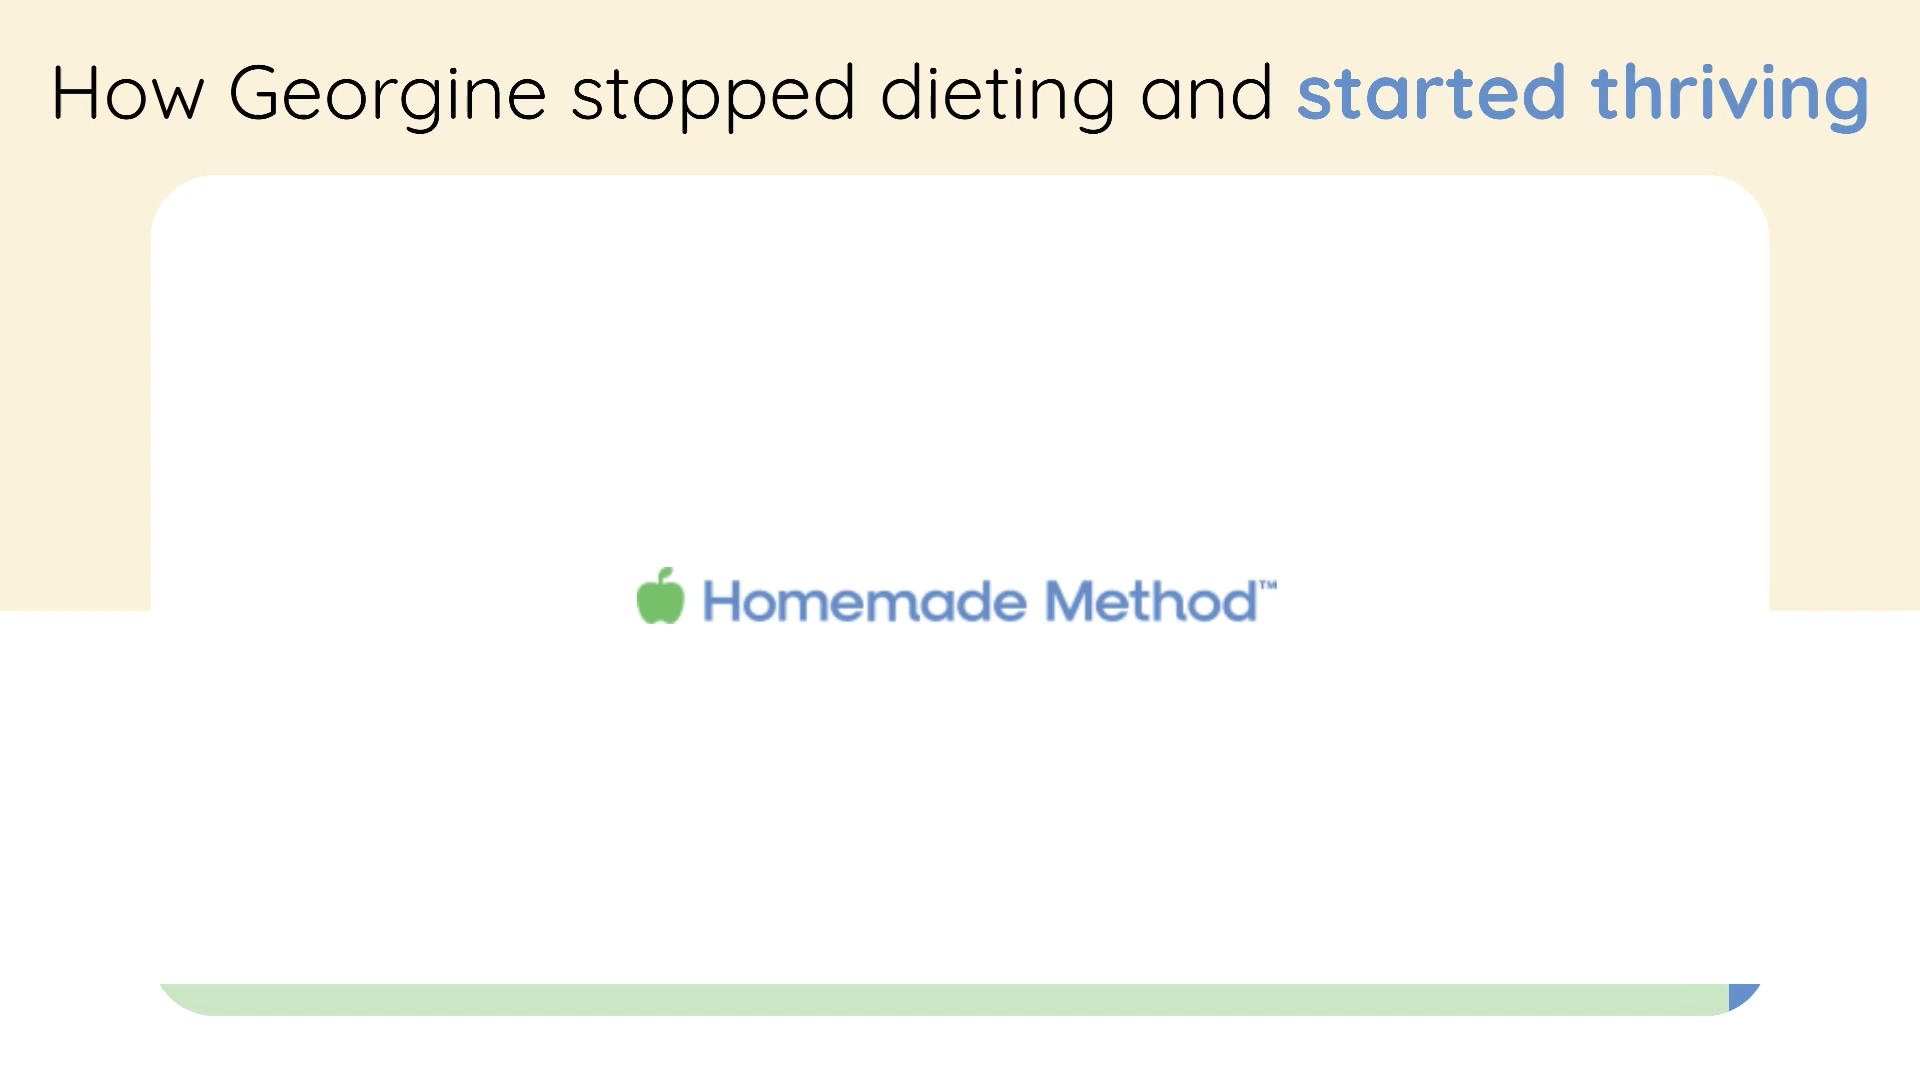 How Georgine stopped dieting and started thriving
Homemade Method™